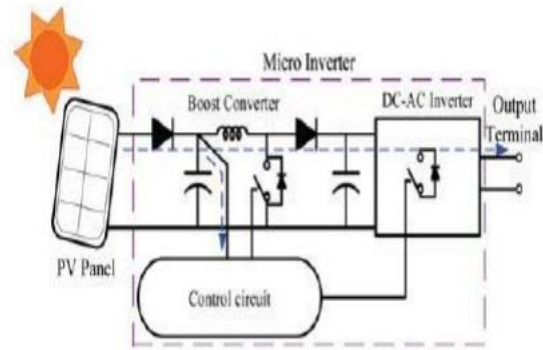 Micro Inverter
Boost Converter
DC-AC Inverter
Output
Terminal
PV Panel
Control circuit